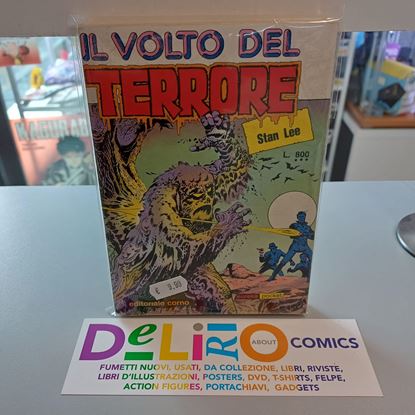 IL VOLTO DEL
TERRORE
Stan Lee
L. 800
€ 9,90
editoriale corno
pocket
DeLiRiO ABOUT COMICS
FUMETTI NUOVI, USATI, DA COLLEZIONE, LIBRI, RIVISTE,
LIBRI D'ILLUSTRAZIONI, POSTERS, DVD, T-SHIRTS, FELPE,
ACTION FIGURES, PORTACHIAVI, GADGETS